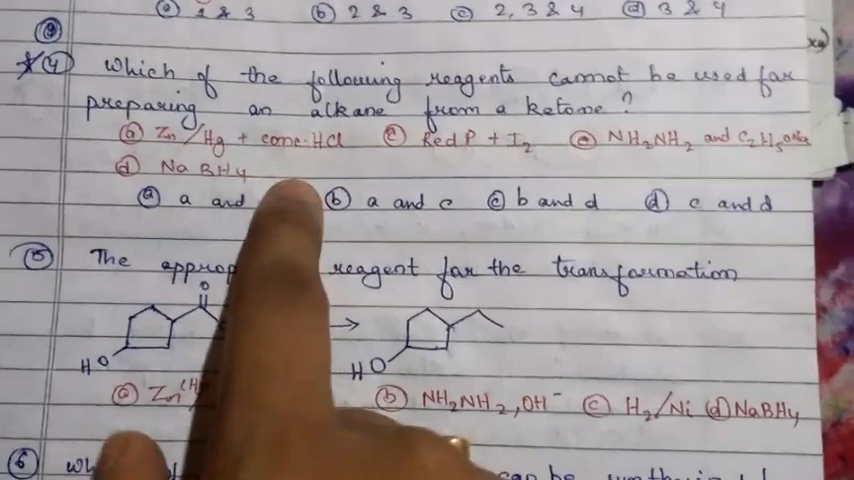 ⓐ 1 & 3 ⓑ 2 & 3 ⓒ 2, 3 & 4 ⓓ 3 & 4
④ Which of the following reagents cannot be used for
preparing an alkane from a ketone?
ⓑ Zn/Hg + conc. HCl ⓒ Red P + I₂ ⓐ NH₂NH₂ and C₂H₅ONa
ⓓ NaBH4
ⓐ a and ⓑ a and c ⓒ b and d ⓓ c and d
⑤ The reagent for the transformation
O
HO HO
ⓐ Zn ⓑ NH₂NH₂, OH⁻ ⓒ H₂/Ni ⓓ NaBH4
⑥ can be